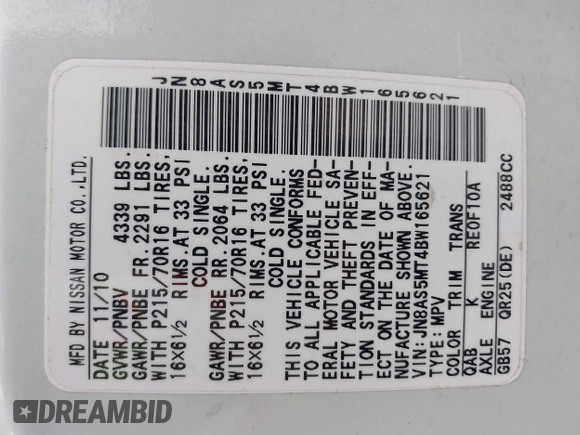 JN8AS5MT4BW165621
MFD BY NISSAN MOTOR CO.,LTD.
DATE 11/10
GVWR/PNBV 4339 LBS.
GAWR/PNBE FR. 2291 LBS.
WITH P215/70R16 TIRES,
16X6½ RIMS.AT 33 PSI
COLD SINGLE.
GAWR/PNBE RR. 2064 LBS.
WITH P215/70R16 TIRES,
16X6½ RIMS.AT 33 PSI
COLD SINGLE.
THIS VEHICLE CONFORMS
TO ALL APPLICABLE FED-
ERAL MOTOR VEHICLE SA-
FETY AND THEFT PREVEN-
TION STANDARDS IN EFF-
ECT ON THE DATE OF MA-
NUFACTURE SHOWN ABOVE.
VIN:JN8AS5MT4BW165621
TYPE:MPV
COLOR TRIM TRANS
QAB K RE0F10A
AXLE ENGINE
GB57 QR25(DE) 2488CC
DREAMBID